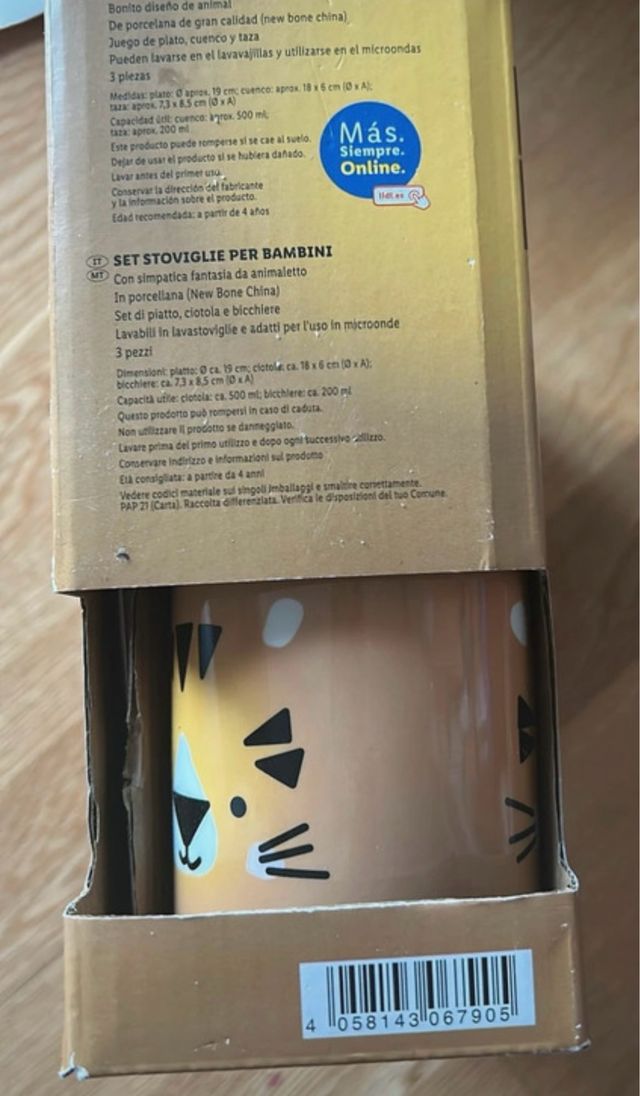 Bonito diseño de animal
De porcelana de gran calidad (new bone china)
Juego de plato, cuenco y taza
Pueden lavarse en el lavavajillas y utilizarse en el microondas
3 piezas
Medidas: plato: Ø aprox. 19 cm; cuenco: aprox. 18 x 6 cm (Ø x A);
taza: aprox. 7,3 x 8,5 cm (Ø x A)
Capacidad útil: cuenco: aprox. 500 ml;
taza: aprox. 200 ml
Este producto puede romperse si se cae al suelo.
Dejar de usar el producto si se hubiera dañado.
Lavar antes del primer uso.
Conservar la dirección del fabricante
y la información sobre el producto.
Edad recomendada: a partir de 4 años
Más.
Siempre.
Online.
lidl.es
IT
MT
SET STOVIGLIE PER BAMBINI
Con simpatica fantasia da animaletto
In porcellana (New Bone China)
Set di piatto, ciotola e bicchiere
Lavabili in lavastoviglie e adatti per l'uso in microonde
3 pezzi
Dimensioni: piatto: Ø ca. 19 cm; ciotola: ca. 18 x 6 cm (Ø x A);
bicchiere: ca. 7,3 x 8,5 cm (Ø x A)
Capacità utile: ciotola: ca. 500 ml; bicchiere: ca. 200 ml
Questo prodotto può rompersi in caso di caduta.
Non utilizzare il prodotto se danneggiato.
Lavare prima del primo utilizzo e dopo ogni successivo utilizzo.
Conservare indirizzo e informazioni sul prodotto
Età consigliata: a partire da 4 anni
Vedere codici materiale sui singoli imballaggi e smaltire correttamente.
PAP 21 (Carta). Raccolta differenziata. Verifica le disposizioni del tuo Comune.
4 058143 067905